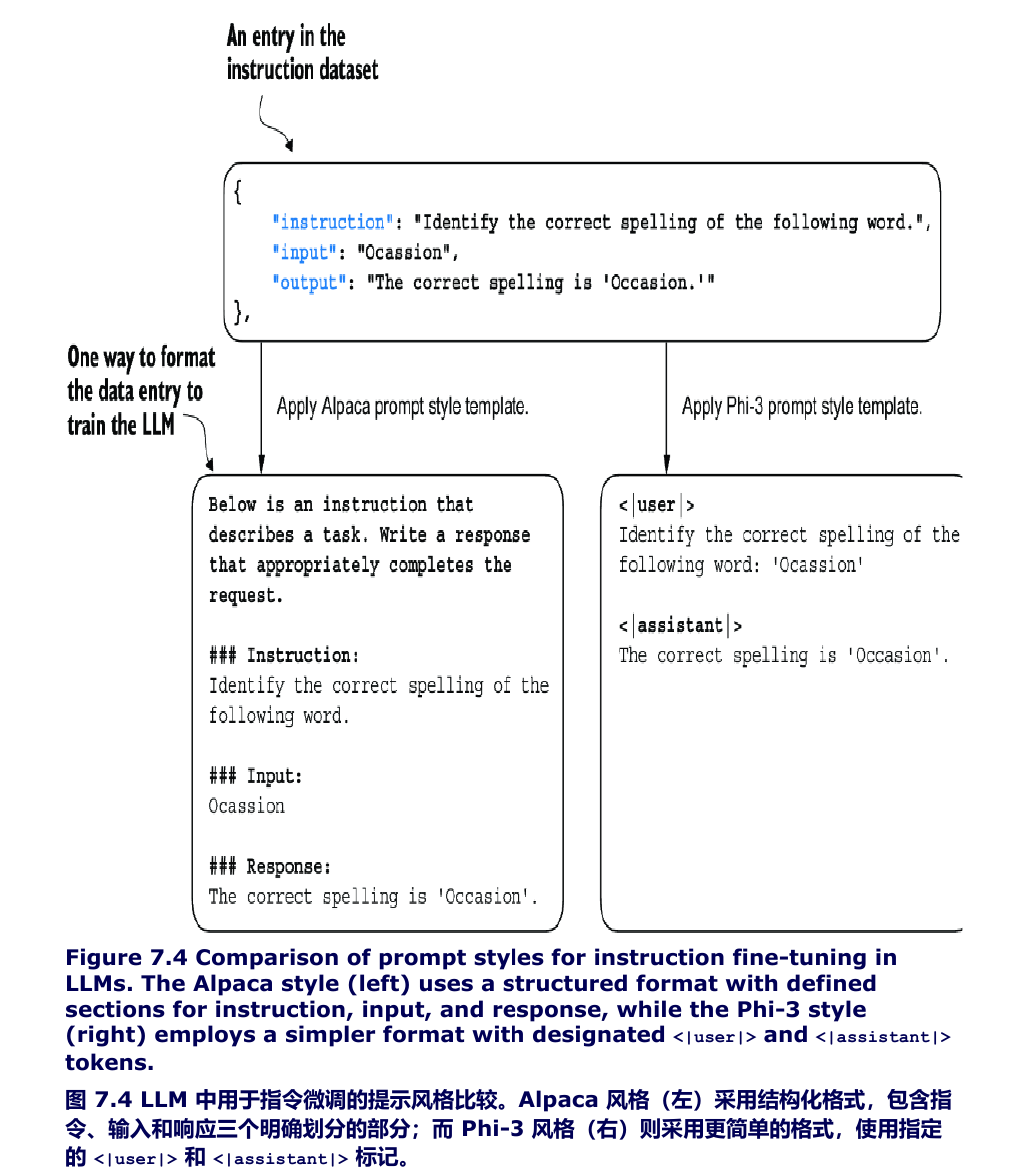 An entry in the
instruction dataset
{
"instruction": "Identify the correct spelling of the following word.",
"input": "Ocassion",
"output": "The correct spelling is 'Occasion.'"
},
One way to format
the data entry to
train the LLM
Apply Alpaca prompt style template.
Apply Phi-3 prompt style template.
Below is an instruction that
describes a task. Write a response
that appropriately completes the
request.
### Instruction:
Identify the correct spelling of the
following word.
### Input:
Ocassion
### Response:
The correct spelling is 'Occasion'.
<|user|>
Identify the correct spelling of the
following word: 'Ocassion'
<|assistant|>
The correct spelling is 'Occasion'.
Figure 7.4 Comparison of prompt styles for instruction fine-tuning in
LLMs. The Alpaca style (left) uses a structured format with defined
sections for instruction, input, and response, while the Phi-3 style
(right) employs a simpler format with designated <|user|> and <|assistant|>
tokens.
图 7.4 LLM 中用于指令微调的提示风格比较。Alpaca 风格（左）采用结构化格式，包含指
令、输入和响应三个明确划分的部分；而 Phi-3 风格（右）则采用更简单的格式，使用指定
的 <|user|> 和 <|assistant|> 标记。